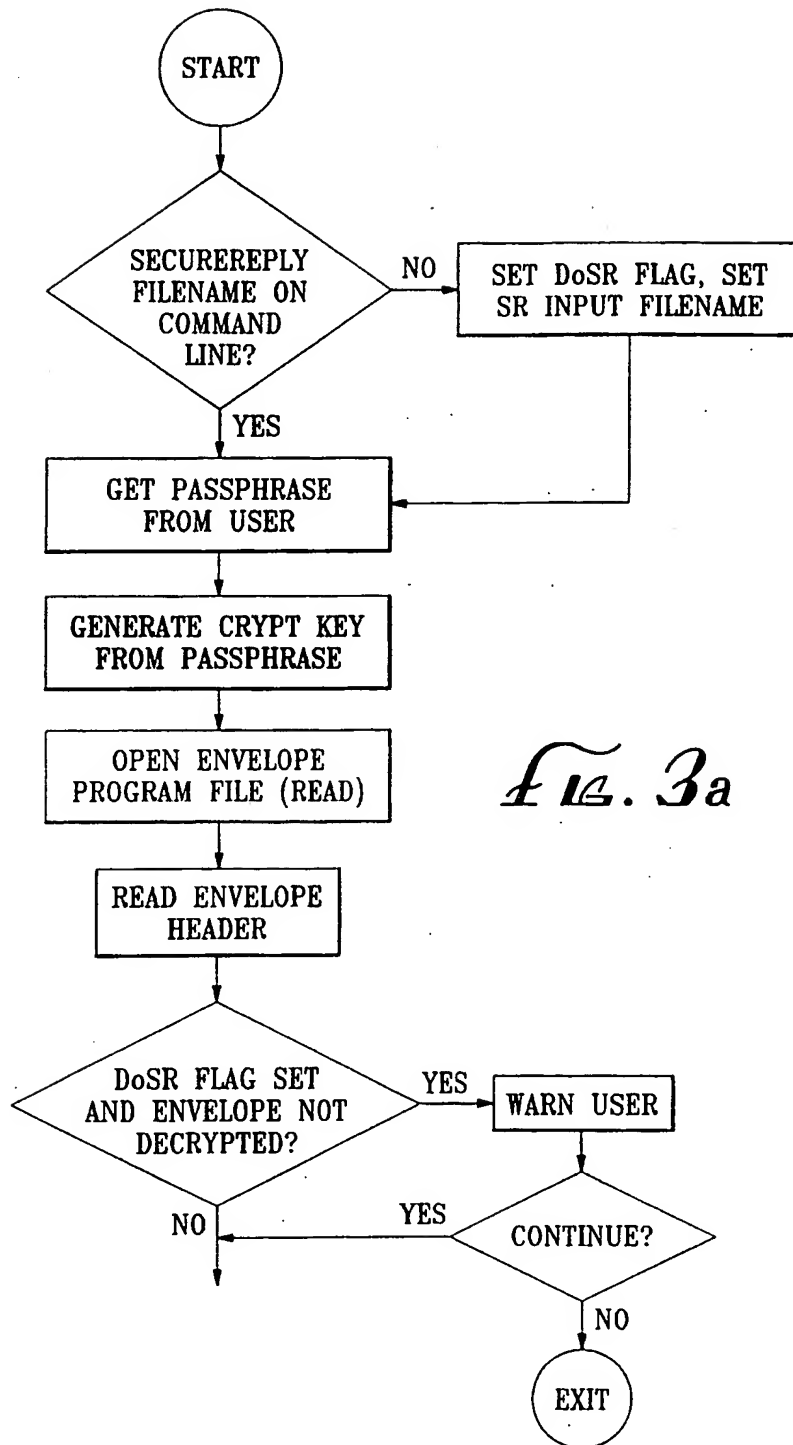 START
SECUREREPLY
FILENAME ON
COMMAND
LINE?
NO
SET DoSR FLAG, SET
SR INPUT FILENAME
YES
GET PASSPHRASE
FROM USER
GENERATE CRYPT KEY
FROM PASSPHRASE
OPEN ENVELOPE
PROGRAM FILE (READ)
FIG. 3a
READ ENVELOPE
HEADER
DoSR FLAG SET
AND ENVELOPE NOT
DECRYPTED?
YES
WARN USER
NO
YES
CONTINUE?
NO
EXIT